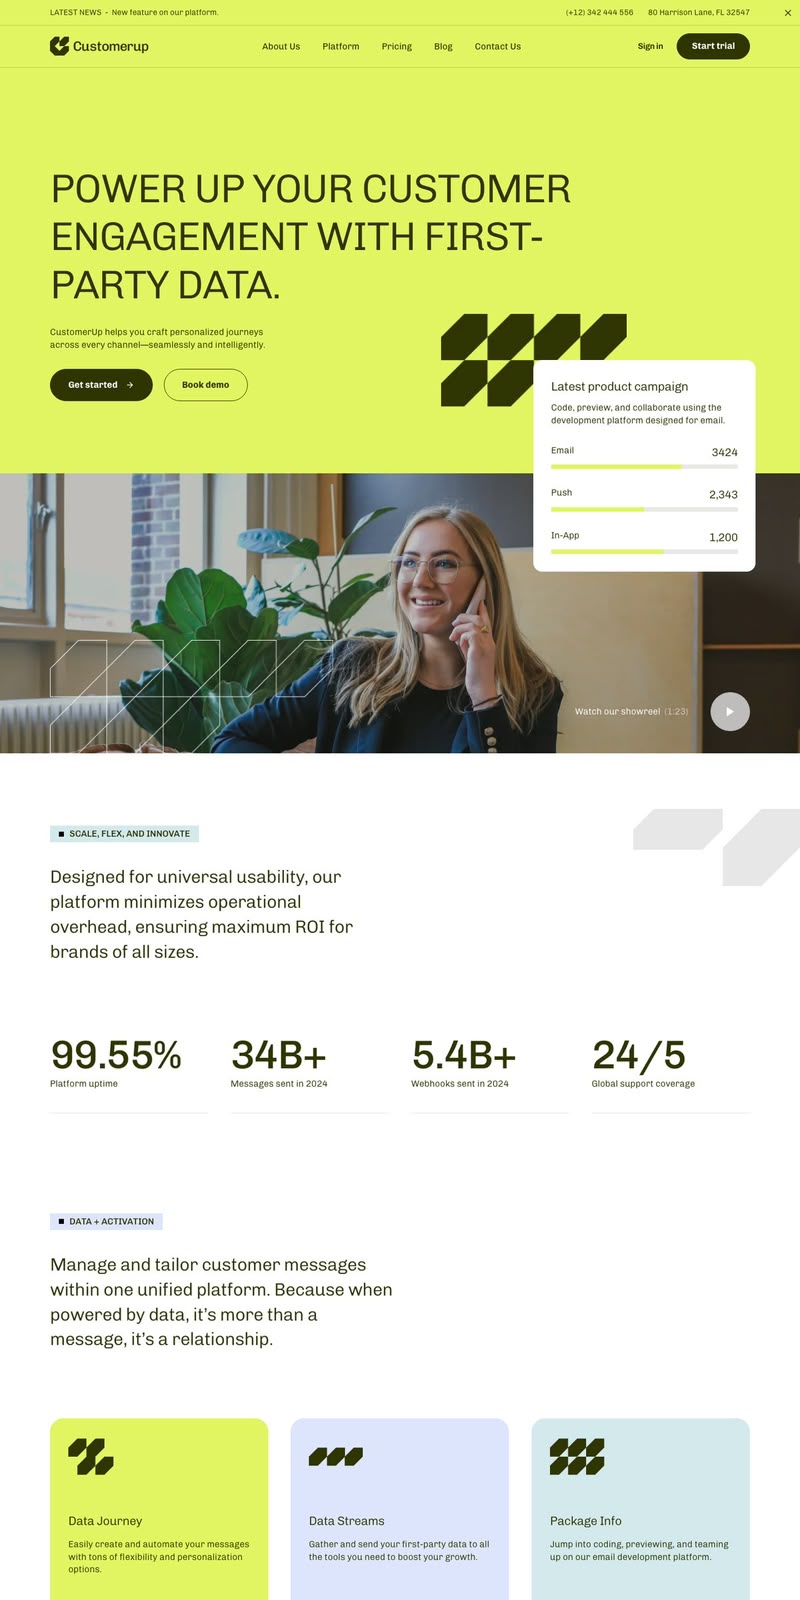 LATEST NEWS - New feature on our platform.
(+12) 342 444 556
80 Harrison Lane, FL 32547
Customerup
About Us
Platform
Pricing
Blog
Contact Us
Sign in
Start trial
POWER UP YOUR CUSTOMER
ENGAGEMENT WITH FIRST-
PARTY DATA.
CustomerUp helps you craft personalized journeys
across every channel—seamlessly and intelligently.
Get started
Book demo
Latest product campaign
Code, preview, and collaborate using the
development platform designed for email.
Email 3424
Push 2,343
In-App 1,200
Watch our showreel (1:23)
SCALE, FLEX, AND INNOVATE
Designed for universal usability, our
platform minimizes operational
overhead, ensuring maximum ROI for
brands of all sizes.
99.55%
Platform uptime
34B+
Messages sent in 2024
5.4B+
Webhooks sent in 2024
24/5
Global support coverage
DATA + ACTIVATION
Manage and tailor customer messages
within one unified platform. Because when
powered by data, it’s more than a
message, it’s a relationship.
Data Journey
Easily create and automate your messages
with tons of flexibility and personalization
options.
Data Streams
Gather and send your first-party data to all
the tools you need to boost your growth.
Package Info
Jump into coding, previewing, and teaming
up on our email development platform.